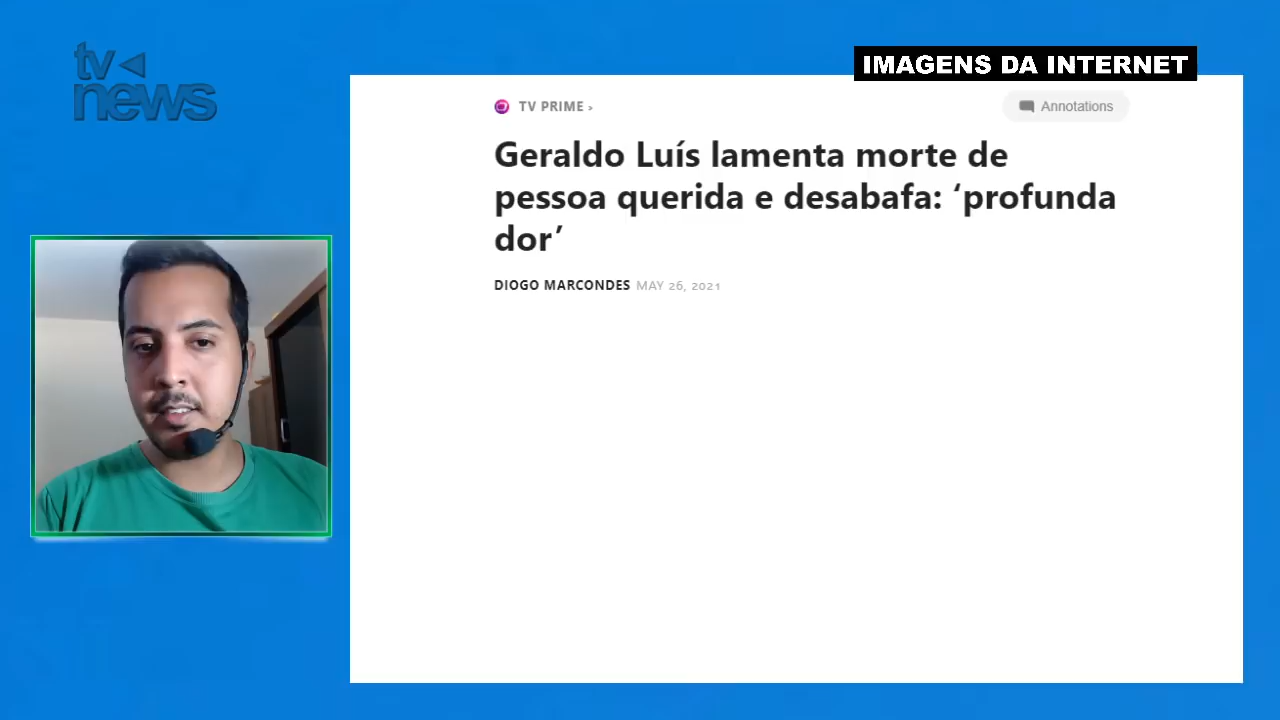 tv
news
IMAGENS DA INTERNET
TV PRIME >
Annotations
Geraldo Luís lamenta morte de
pessoa querida e desabafa: ‘profunda
dor’
DIOGO MARCONDES MAY 26, 2021